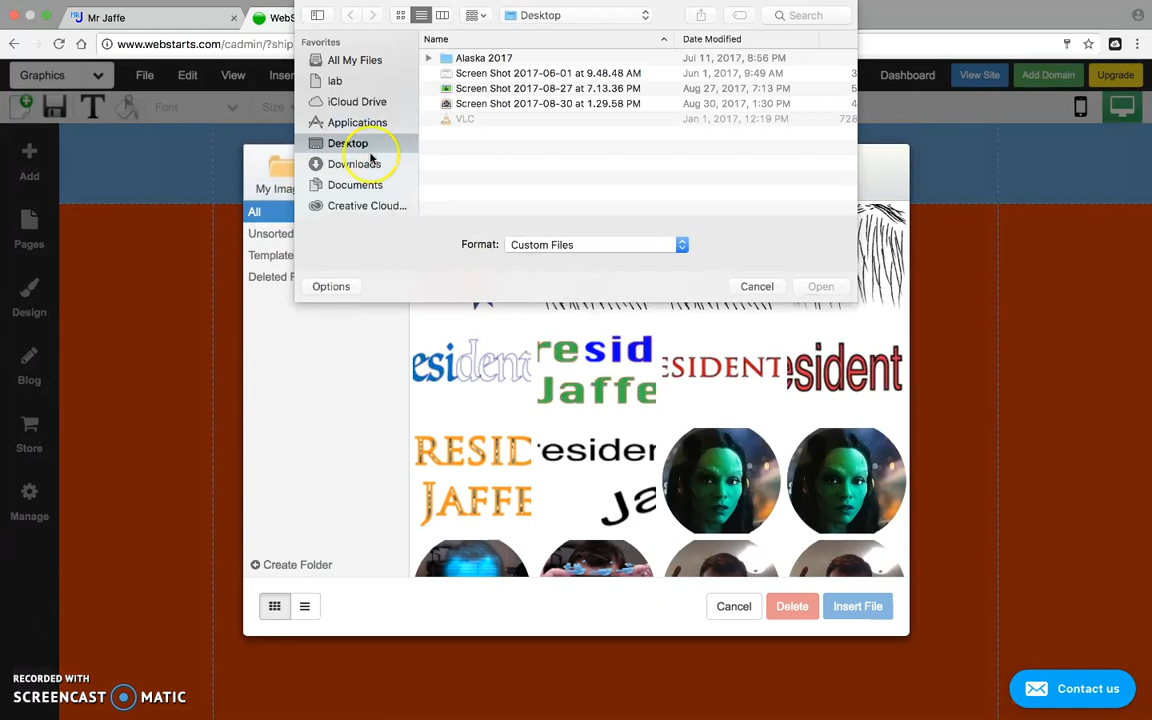 Mr Jaffe
WebS
Desktop
Search
www.webstarts.com/cadmin/?ship
Favorites
All My Files
lab
iCloud Drive
Applications
Desktop
Downloads
Documents
Creative Cloud...
Name
Date Modified
Alaska 2017
Jul 11, 2017, 8:56 PM
Screen Shot 2017-06-01 at 9.48.48 AM
Jun 1, 2017, 9:49 AM
3
Screen Shot 2017-08-27 at 7.13.36 PM
Aug 27, 2017, 7:13 PM
5
Screen Shot 2017-08-30 at 1.29.58 PM
Aug 30, 2017, 1:30 PM
4
VLC
Jan 1, 2017, 12:19 PM
728
Format:
Custom Files
Options
Cancel
Open
Graphics
File
Edit
View
Inser
Dashboard
View Site
Add Domain
Upgrade
Font
Size
Add
Pages
Design
Blog
Store
Manage
My Imag
All
Unsorted
Template
Deleted F
Create Folder
esident
resid
Jaffe
ESIDENT
esident
RESID
JAFFE
residen
Ja
Cancel
Delete
Insert File
RECORDED WITH
SCREENCAST MATIC
Contact us